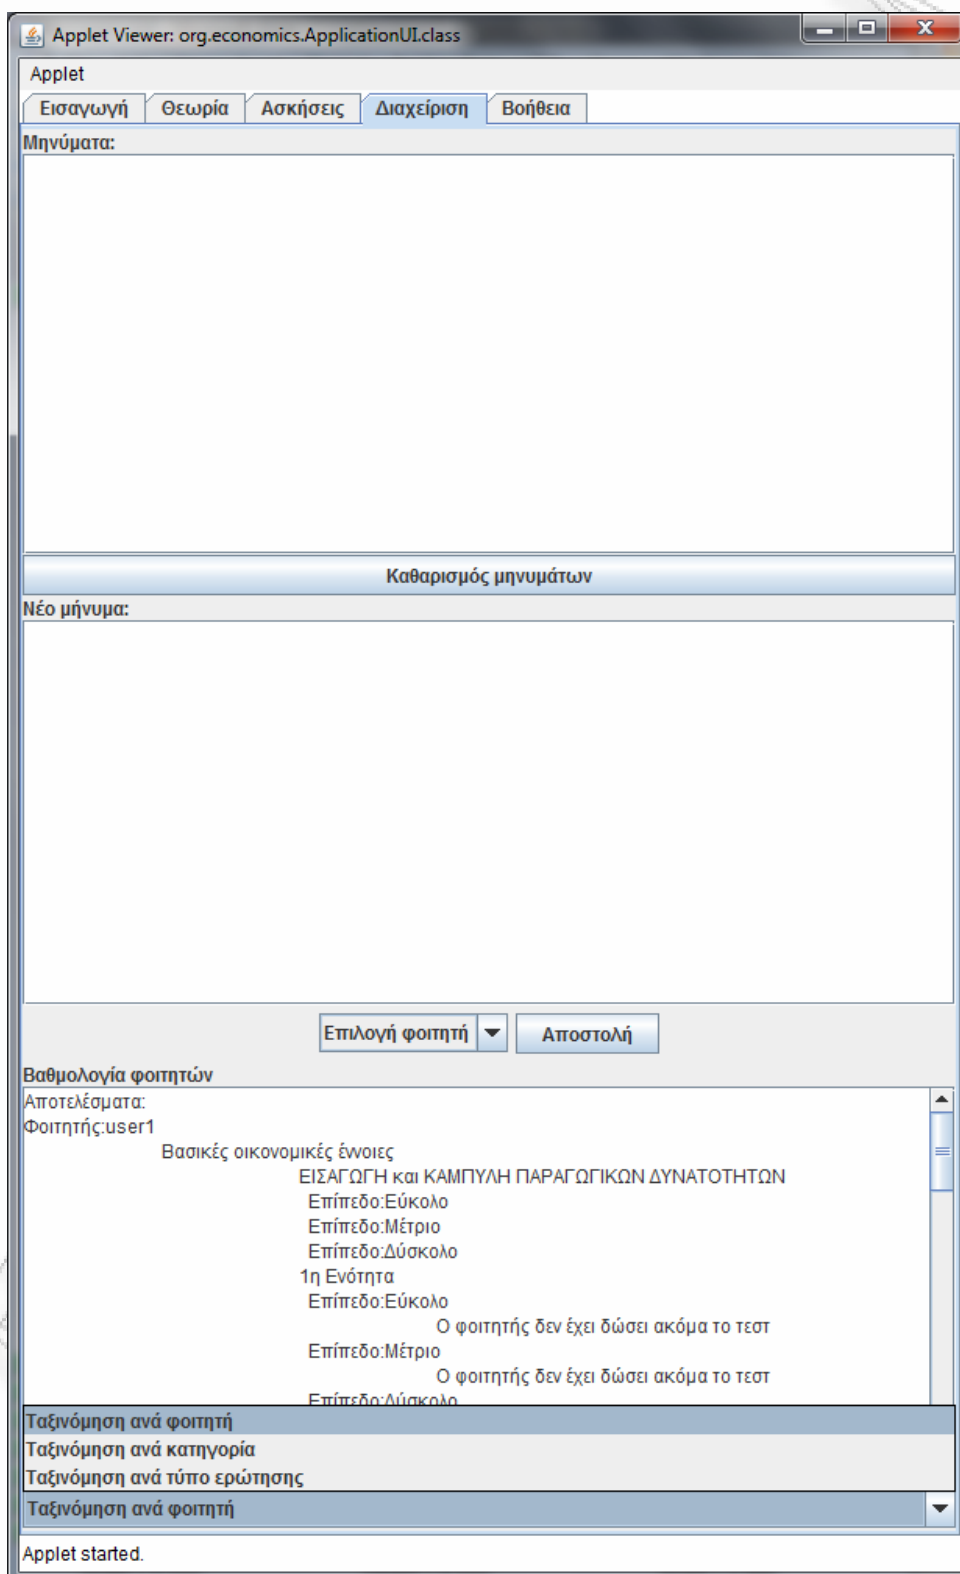 Applet Viewer: org.economics.ApplicationUI.class
Applet
Εισαγωγή Θεωρία Ασκήσεις Διαχείριση Βοήθεια
Μηνύματα:
Καθαρισμός μηνυμάτων
Νέο μήνυμα:
Επιλογή φοιτητή Αποστολή
Βαθμολογία φοιτητών
Αποτελέσματα:
Φοιτητής:user1
Βασικές οικονομικές έννοιες
ΕΙΣΑΓΩΓΗ και ΚΑΜΠΥΛΗ ΠΑΡΑΓΩΓΙΚΩΝ ΔΥΝΑΤΟΤΗΤΩΝ
Επίπεδο:Εύκολο
Επίπεδο:Μέτριο
Επίπεδο:Δύσκολο
1η Ενότητα
Επίπεδο:Εύκολο
Ο φοιτητής δεν έχει δώσει ακόμα το τεστ
Επίπεδο:Μέτριο
Ο φοιτητής δεν έχει δώσει ακόμα το τεστ
Επίπεδο:Δύσκολο
Ταξινόμηση ανά φοιτητή
Ταξινόμηση ανά κατηγορία
Ταξινόμηση ανά τύπο ερώτησης
Ταξινόμηση ανά φοιτητή
Applet started.